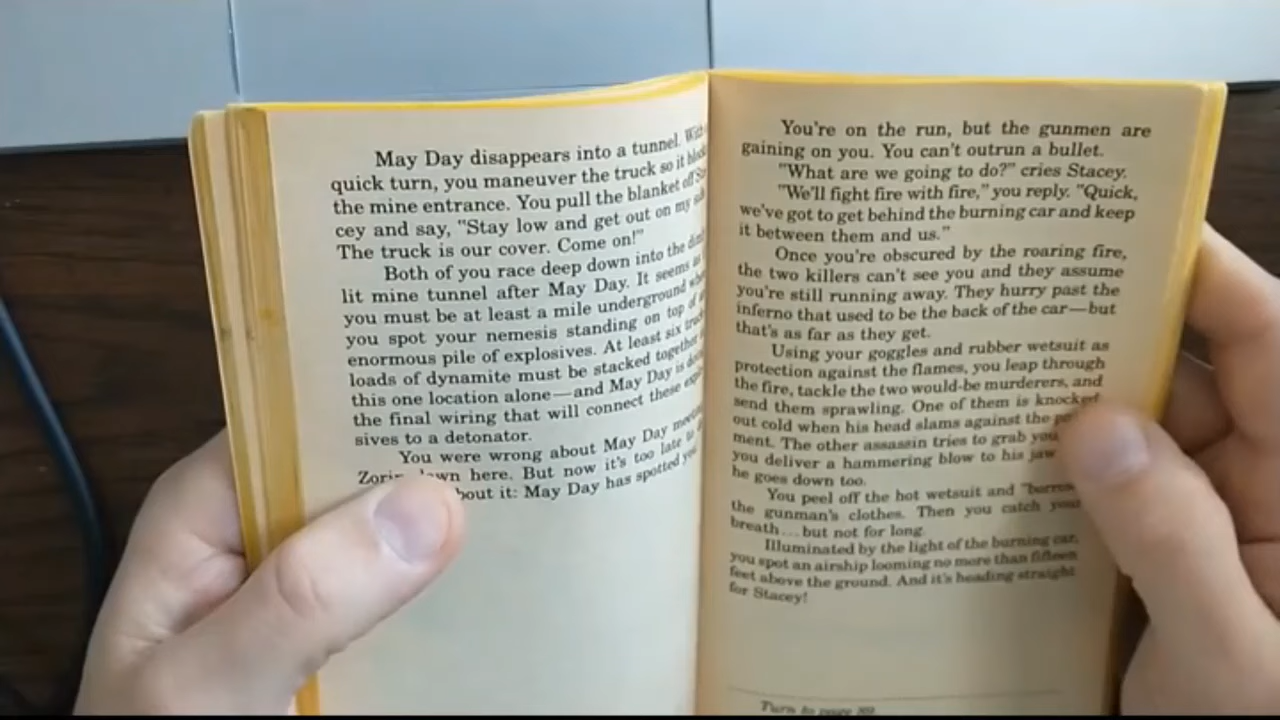 May Day disappears into a tunnel. With
quick turn, you maneuver the truck so it blocks
the mine entrance. You pull the blanket off
cey and say, "Stay low and get out on my
The truck is our cover. Come on!"
Both of you race deep down into the
lit mine tunnel after May Day. It seems
you must be at least a mile underground
you spot your nemesis standing on top of
enormous pile of explosives. At least six
loads of dynamite must be stacked together
this one location alone—and May Day is
the final wiring that will connect these
sives to a detonator.
You were wrong about May Day
here. But now it's too late to
it: May Day has spotted
You're on the run, but the gunmen are
gaining on you. You can't outrun a bullet.
"What are we going to do?" cries Stacey.
"We'll fight fire with fire," you reply. "Quick,
we've got to get behind the burning car and keep
it between them and us."
Once you're obscured by the roaring fire,
the two killers can't see you and they assume
you're still running away. They hurry past the
inferno that used to be the back of the car—but
that's as far as they get.
Using your goggles and rubber wetsuit as
protection against the flames, you leap through
the fire, tackle the two would-be murderers, and
send them sprawling. One of them is knocked
out cold when his head slams against the
ment. The other assassin tries to grab
you deliver a hammering blow to his jaw
he goes down too.
You peel off the hot wetsuit and
the gunman's clothes. Then you catch your
breath...but not for long.
Illuminated by the light of the burning car,
you spot an airship looming no more than fifteen
feet above the ground. And it's heading straight
for Stacey!
Turn to page